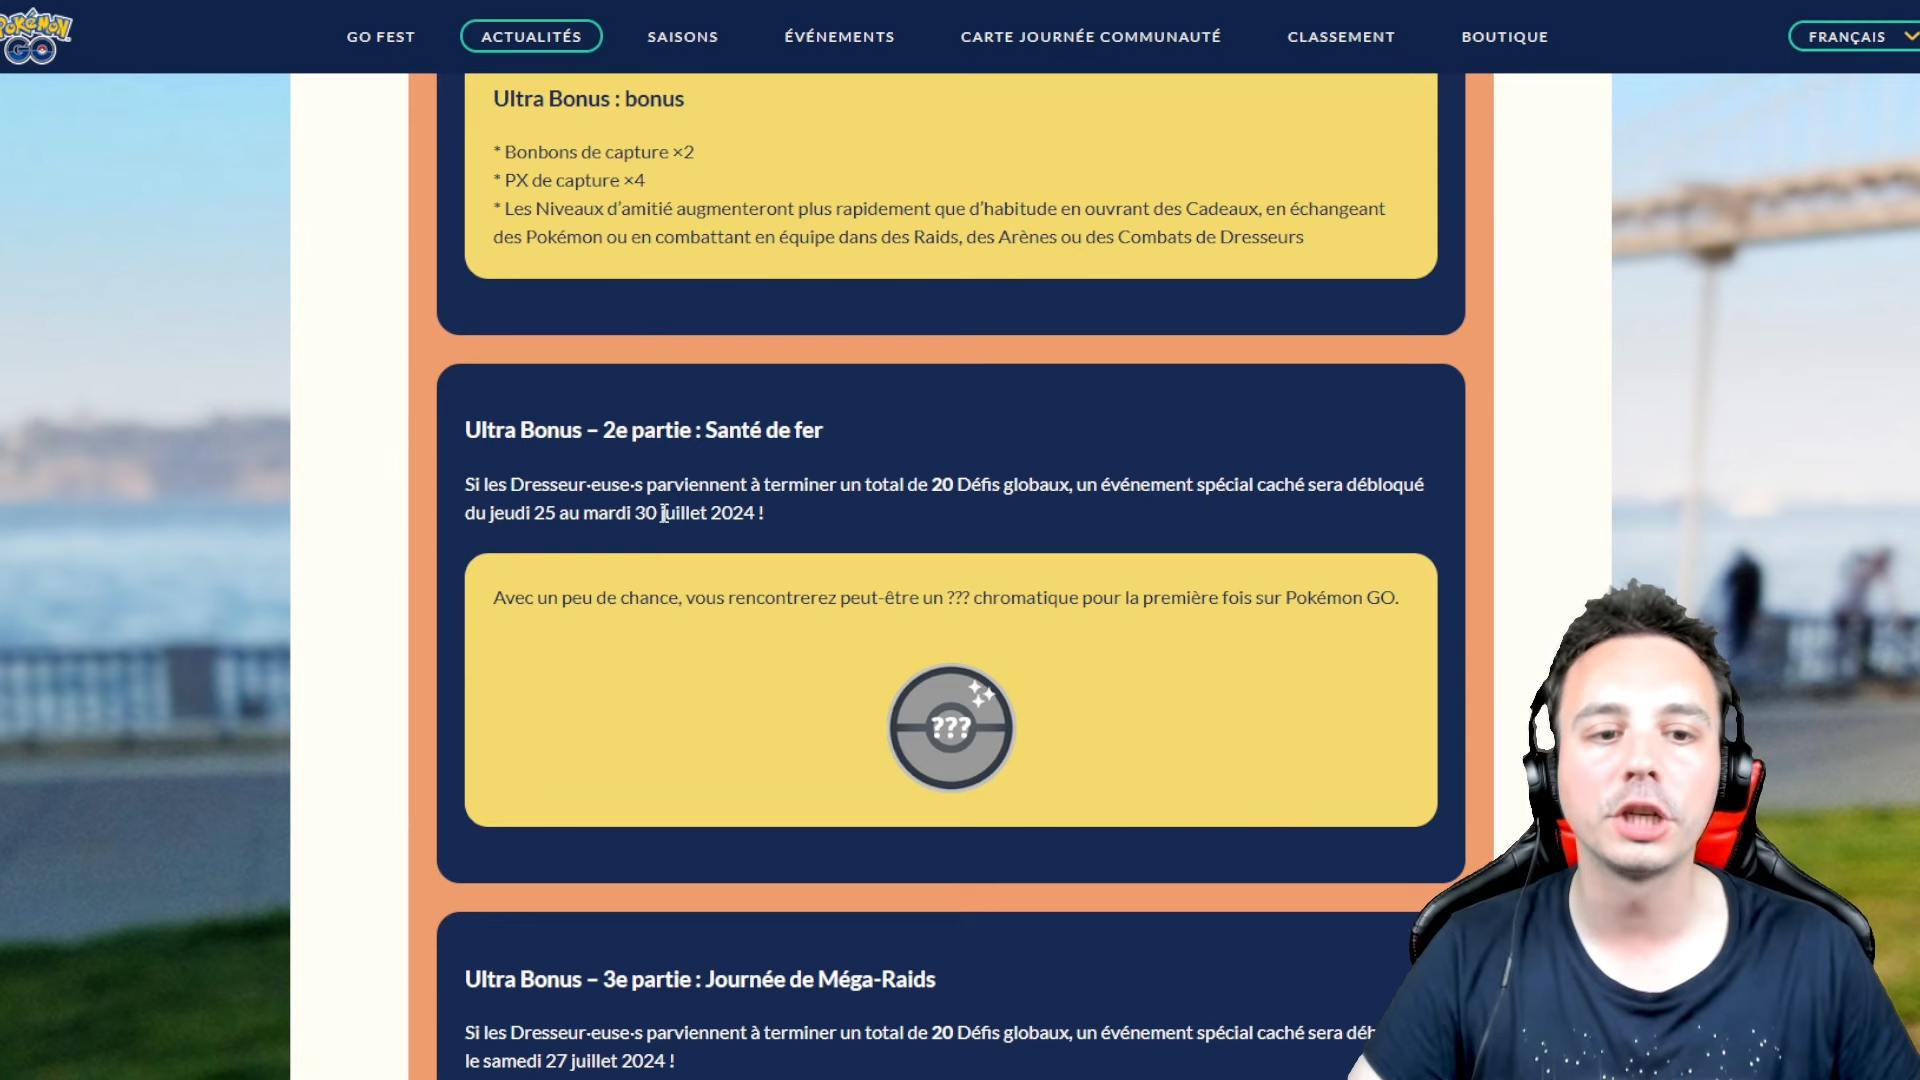 POKÉMON
GO
GO FEST
ACTUALITÉS
SAISONS
ÉVÉNEMENTS
CARTE JOURNÉE COMMUNAUTÉ
CLASSEMENT
BOUTIQUE
FRANÇAIS
Ultra Bonus : bonus
* Bonbons de capture ×2
* PX de capture ×4
* Les Niveaux d’amitié augmenteront plus rapidement que d’habitude en ouvrant des Cadeaux, en échangeant
des Pokémon ou en combattant en équipe dans des Raids, des Arènes ou des Combats de Dresseurs
Ultra Bonus – 2e partie : Santé de fer
Si les Dresseur·euse·s parviennent à terminer un total de 20 Défis globaux, un événement spécial caché sera débloqué
du jeudi 25 au mardi 30 juillet 2024 !
Avec un peu de chance, vous rencontrerez peut-être un ??? chromatique pour la première fois sur Pokémon GO.
???
Ultra Bonus – 3e partie : Journée de Méga-Raids
Si les Dresseur·euse·s parviennent à terminer un total de 20 Défis globaux, un événement spécial caché sera
le samedi 27 juillet 2024 !